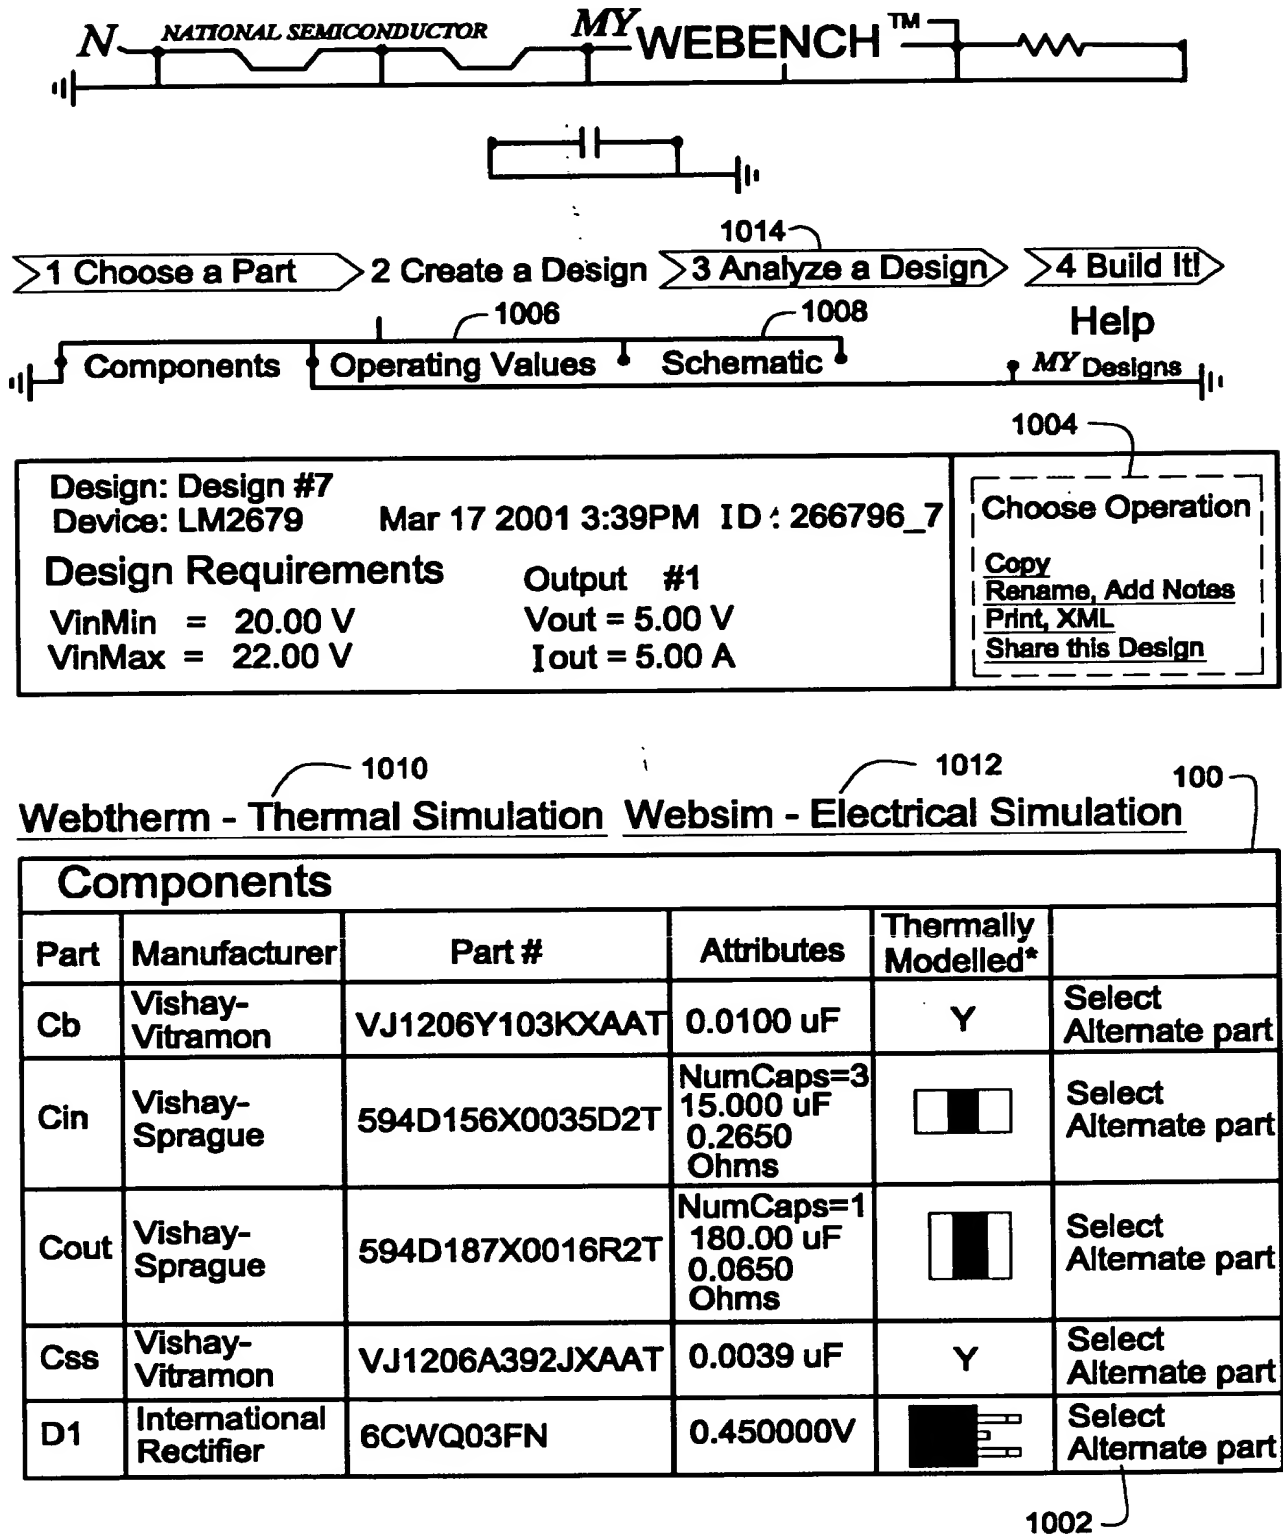 N NATIONAL SEMICONDUCTOR MY WEBENCH ™
1014
1 Choose a Part 2 Create a Design 3 Analyze a Design 4 Build It!
1006 1008 Help
Components Operating Values Schematic MY Designs
1004
Design: Design #7
Device: LM2679 Mar 17 2001 3:39PM ID : 266796_7
Design Requirements Output #1
VinMin = 20.00 V Vout = 5.00 V
VinMax = 22.00 V Iout = 5.00 A
Choose Operation
Copy
Rename, Add Notes
Print, XML
Share this Design
1010 1012 100
Webtherm - Thermal Simulation Websim - Electrical Simulation
Components
Part Manufacturer Part # Attributes Thermally
Modelled*
Cb Vishay-
Vitramon VJ1206Y103KXAAT 0.0100 uF Y Select
Alternate part
Cin Vishay-
Sprague 594D156X0035D2T NumCaps=3
15.000 uF
0.2650
Ohms
Select
Alternate part
Cout Vishay-
Sprague 594D187X0016R2T NumCaps=1
180.00 uF
0.0650
Ohms
Select
Alternate part
Css Vishay-
Vitramon VJ1206A392JXAAT 0.0039 uF Y Select
Alternate part
D1 International
Rectifier 6CWQ03FN 0.450000V Select
Alternate part
1002